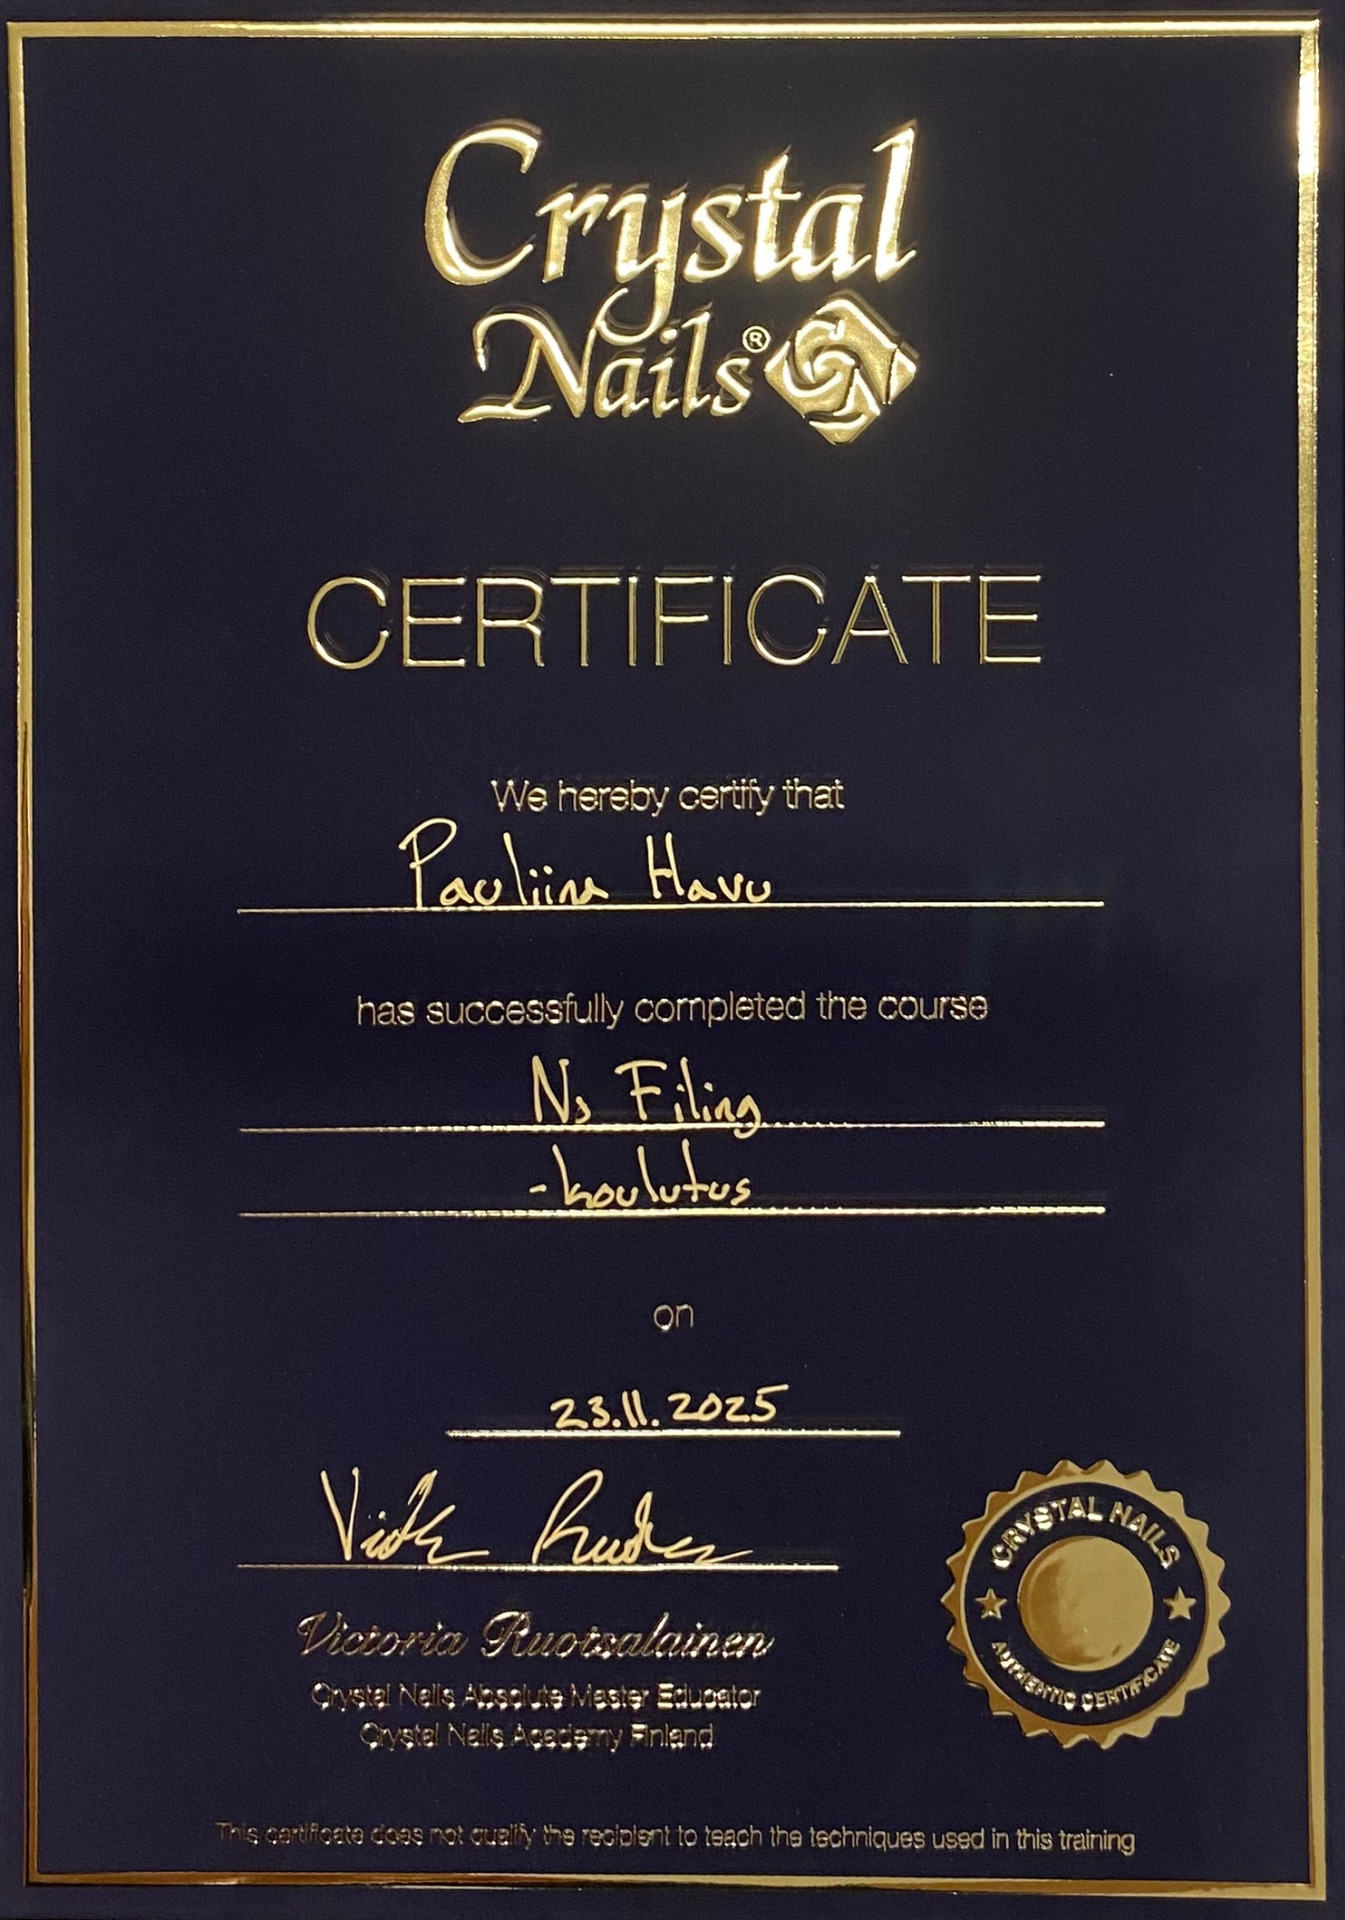 Crystal
Nails®
CERTIFICATE
We hereby certify that
Pauliina Havu
has successfully completed the course
Ns Filing
-koulutus
on
23.11.2025
Victoria Ruotsalainen
Crystal Nails Absolute Master Educator
Crystal Nails Academy Finland
CRYSTAL NAILS
AUTHENTIC CERTIFICATE
This certificate does not qualify the recipient to teach the techniques used in this training